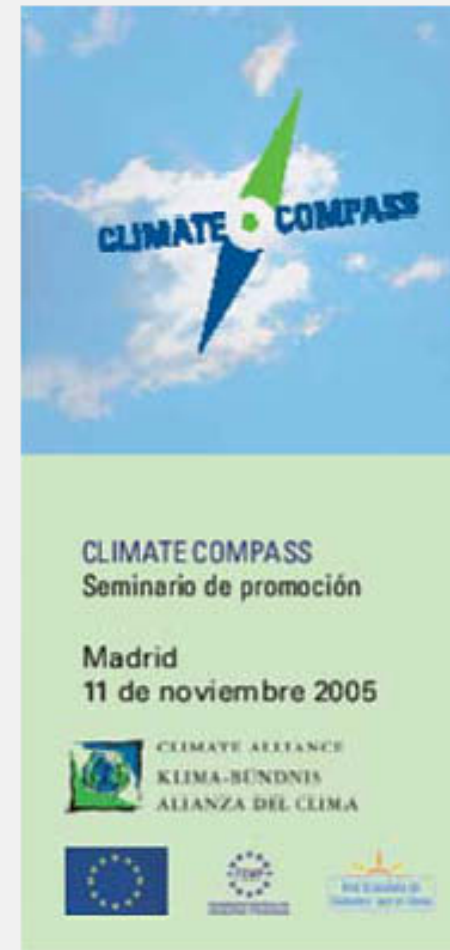 CLIMATE COMPASS
CLIMATE COMPASS
Seminario de promoción
Madrid
11 de noviembre 2005
CLIMATE ALLIANCE
KLIMA-BÜNDNIS
ALIANZA DEL CLIMA
FEMP